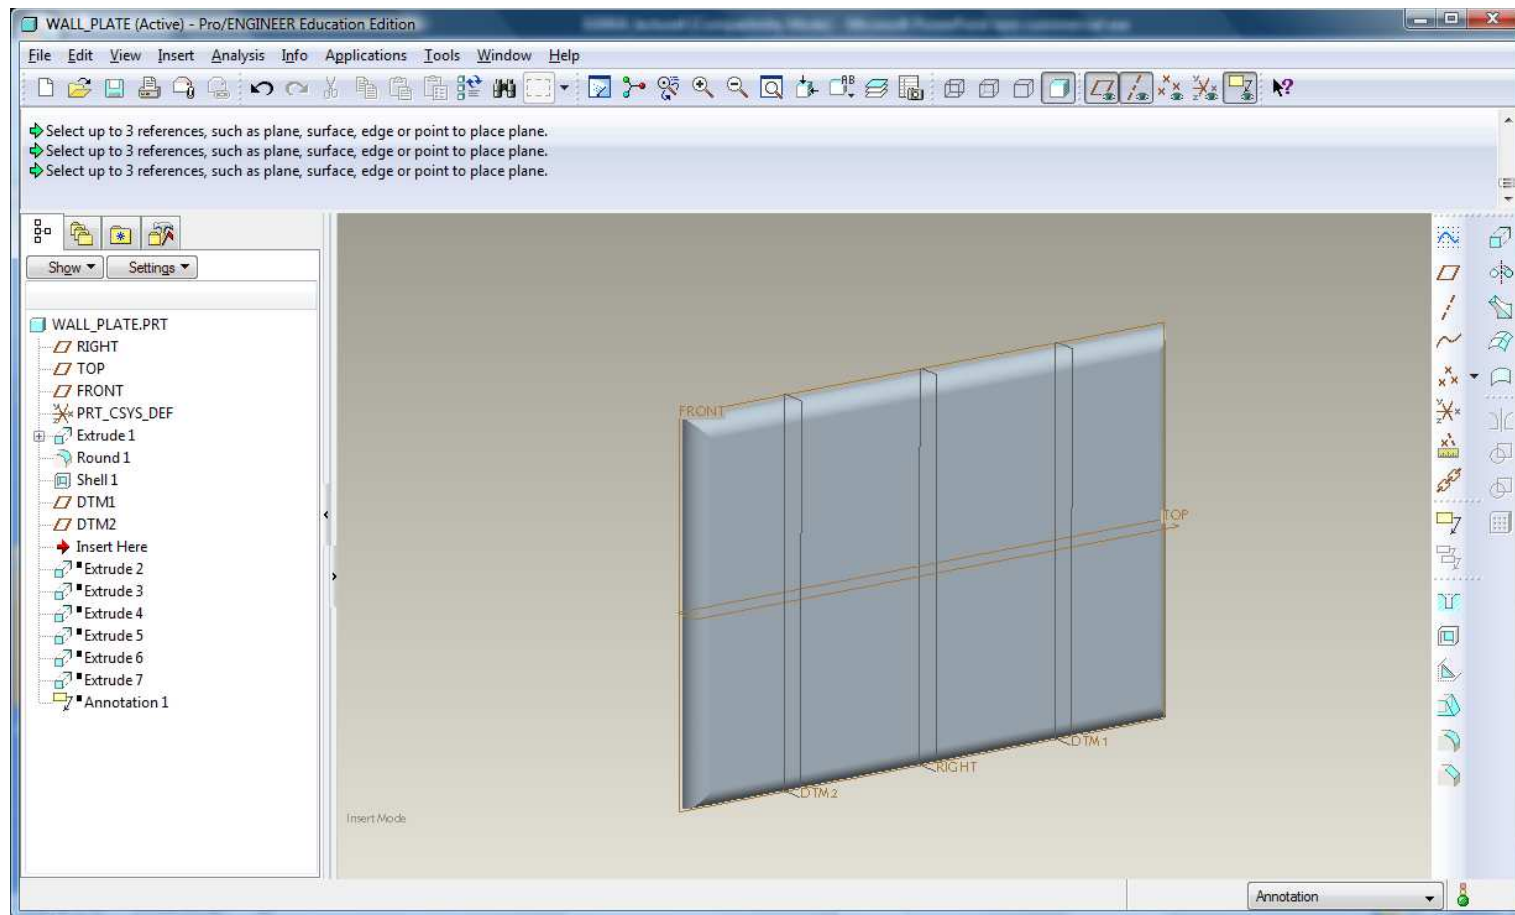 WALL_PLATE (Active) - Pro/ENGINEER Education Edition
File Edit View Insert Analysis Info Applications Tools Window Help
Select up to 3 references, such as plane, surface, edge or point to place plane.
Select up to 3 references, such as plane, surface, edge or point to place plane.
Select up to 3 references, such as plane, surface, edge or point to place plane.
Show Settings
WALL_PLATE.PRT
RIGHT
TOP
FRONT
PRT_CSYS_DEF
Extrude 1
Round 1
Shell 1
DTM1
DTM2
Insert Here
Extrude 2
Extrude 3
Extrude 4
Extrude 5
Extrude 6
Extrude 7
Annotation 1
FRONT
TOP
DTM1
RIGHT
DTM2
Insert Mode
Annotation